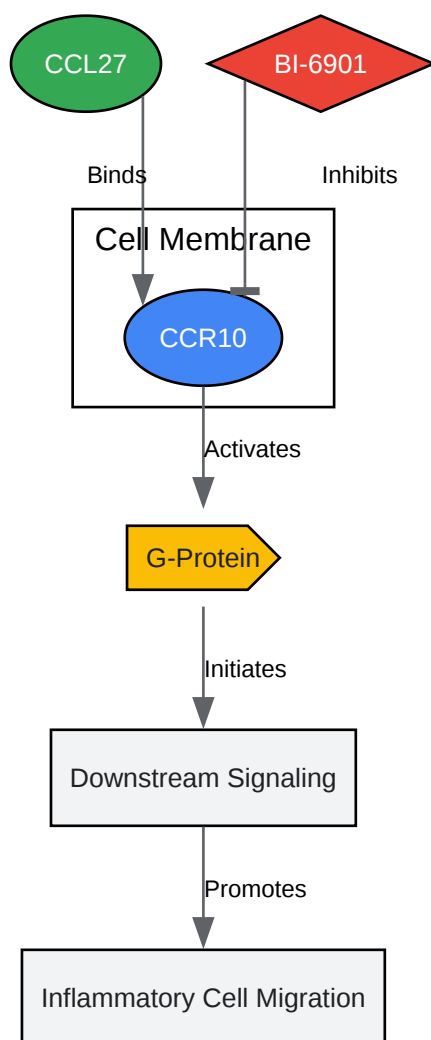 CCL27
BI-6901
Binds
Inhibits
Cell Membrane
CCR10
Activates
G-Protein
Initiates
Downstream Signaling
Promotes
Inflammatory Cell Migration